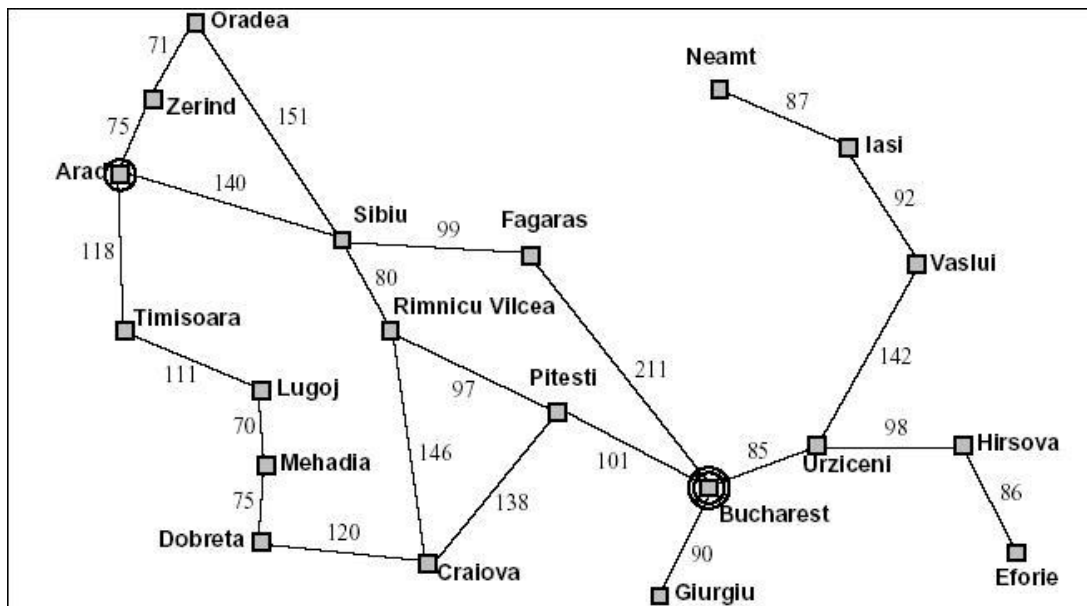 Oradea
71
Neamt
Zerind
87
75
151
Iasi
Arad
140
92
Sibiu
Fagaras
99
118
Vaslui
80
Rimnicu Vilcea
Timisoara
142
111
Pitesti
211
Lugoj
97
70
98
Hirsova
146
85
Urziceni
Mehadia
101
86
75
138
Bucharest
Dobreta
120
90
Craiova
Eforie
Giurgiu